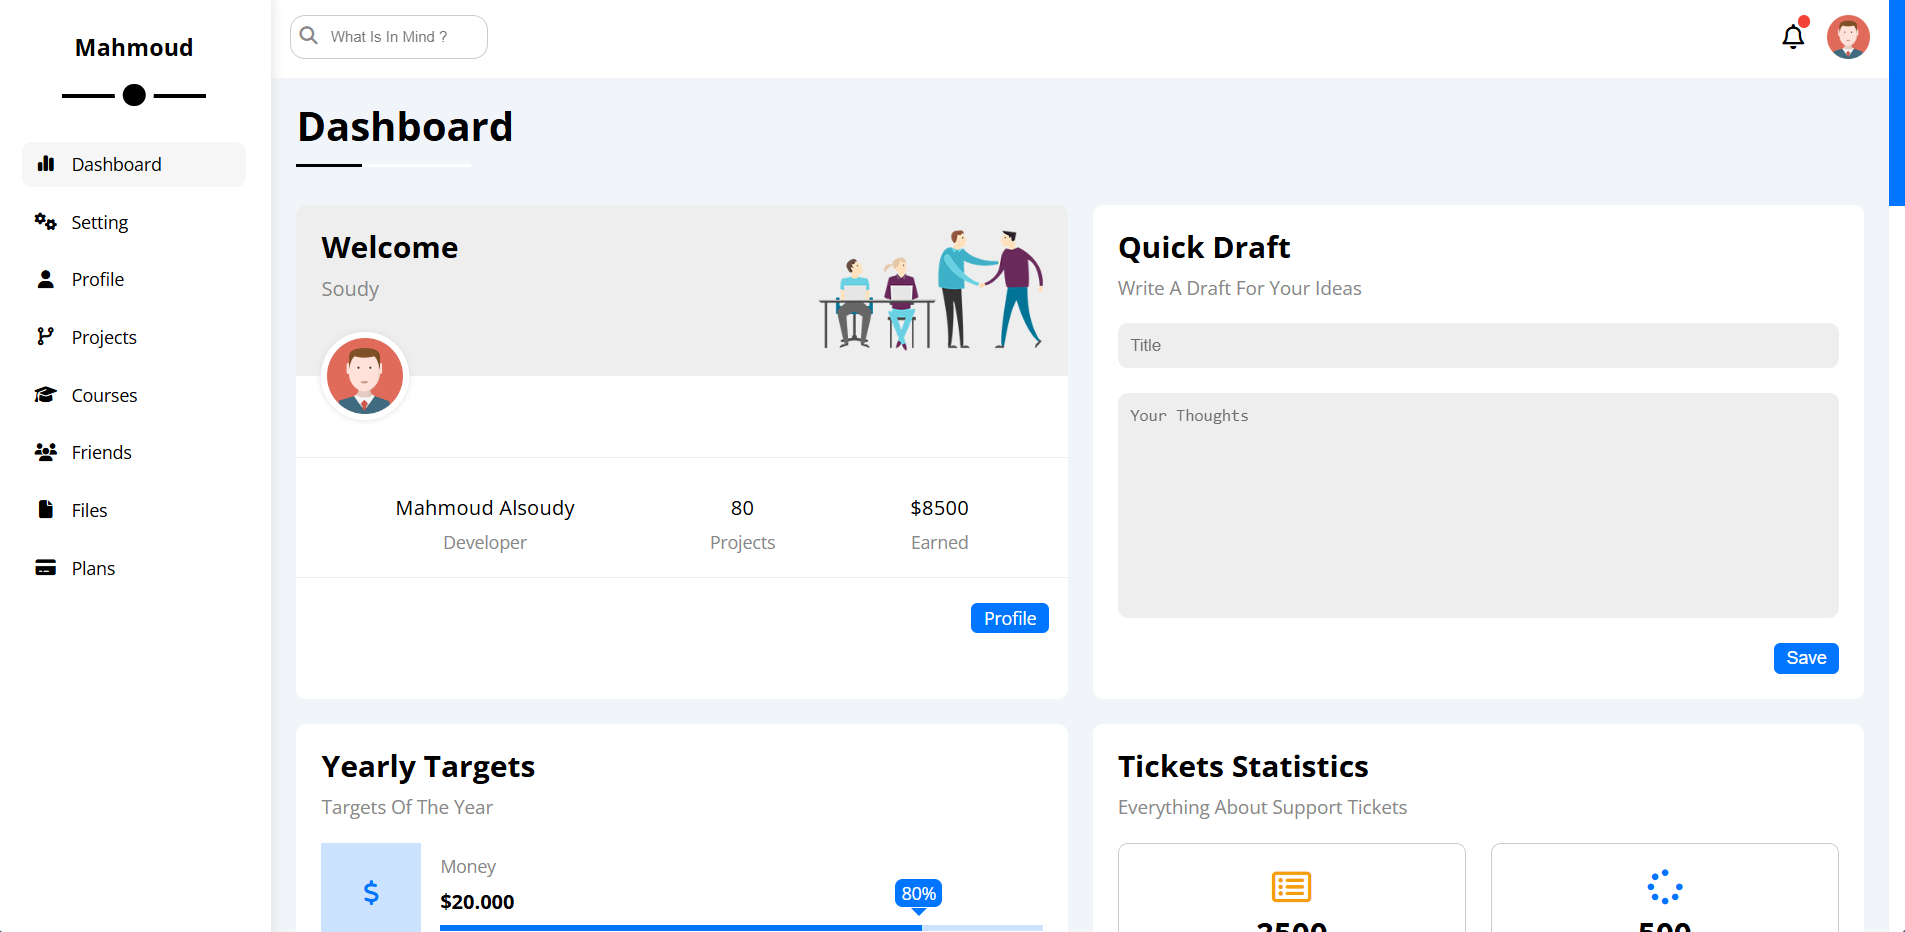 Mahmoud
Dashboard
Setting
Profile
Projects
Courses
Friends
Files
Plans
What Is In Mind ?
Dashboard
Welcome
Soudy
Mahmoud Alsoudy
Developer
80
Projects
$8500
Earned
Profile
Quick Draft
Write A Draft For Your Ideas
Title
Your Thoughts
Save
Yearly Targets
Targets Of The Year
$
Money
$20.000
80%
Tickets Statistics
Everything About Support Tickets
2500
500